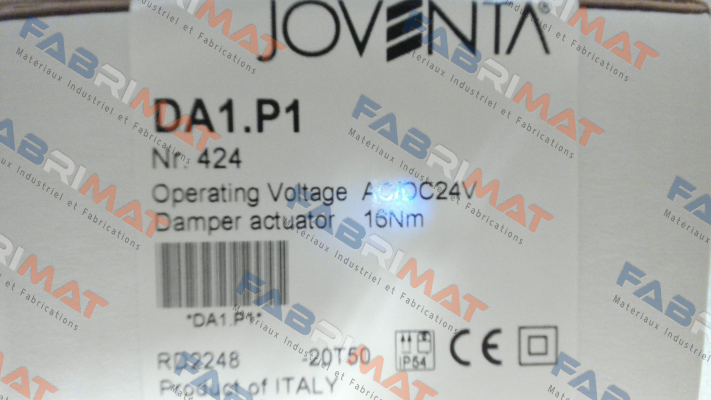 JOVENTA®
DA1.P1
Nr. 424
Operating Voltage AC/DC24V
Damper actuator 16Nm
*DA1.P1*
RD2248 -20T50
IP54
CE
Product of ITALY
FABRIMAT
Matériaux Industriel et Fabrications